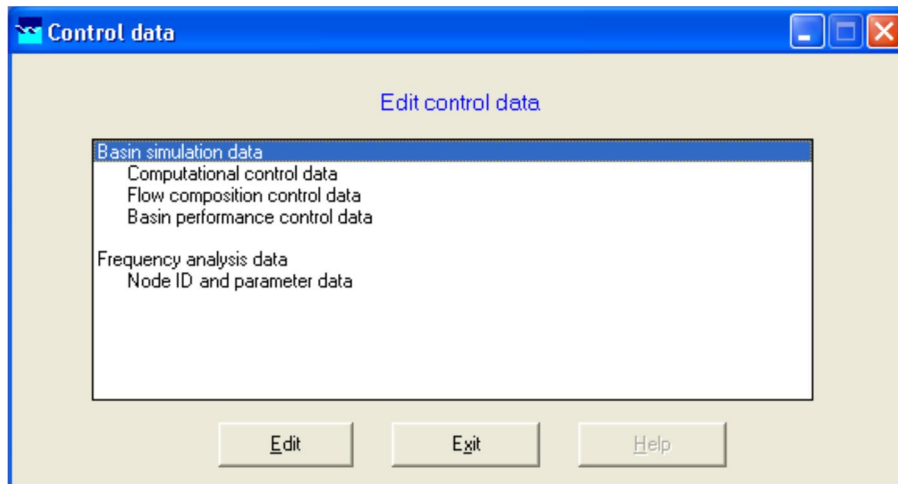 Control data
Edit control data
Basin simulation data
Computational control data
Flow composition control data
Basin performance control data
Frequency analysis data
Node ID and parameter data
Edit Exit Help